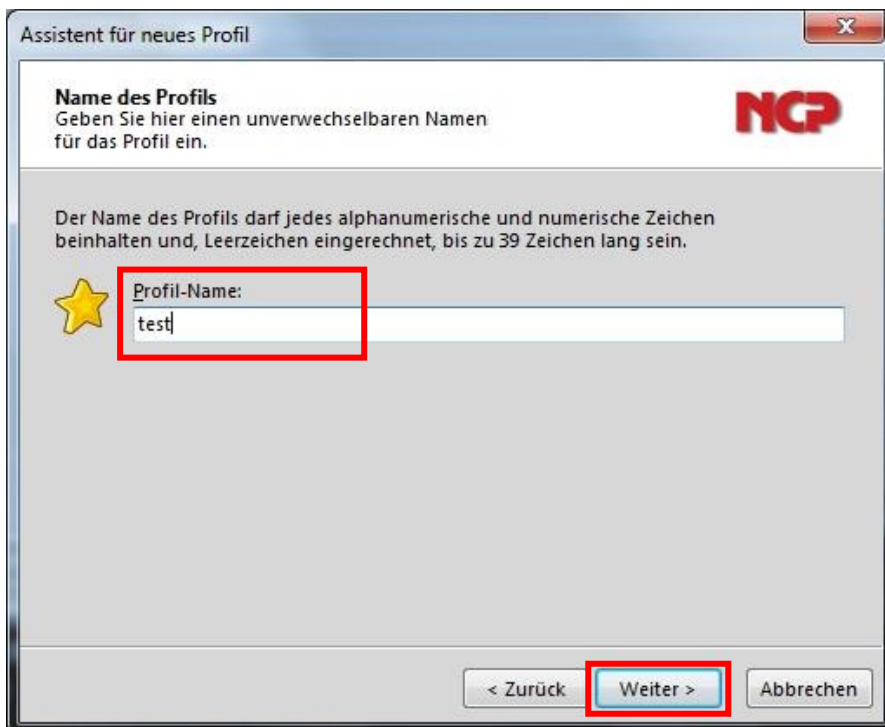 Assistent für neues Profil
Name des Profils
Geben Sie hier einen unverwechselbaren Namen
für das Profil ein.
NCP
Der Name des Profils darf jedes alphanumerische und numerische Zeichen
beinhalten und, Leerzeichen eingerechnet, bis zu 39 Zeichen lang sein.
Profil-Name:
test
< Zurück Weiter > Abbrechen